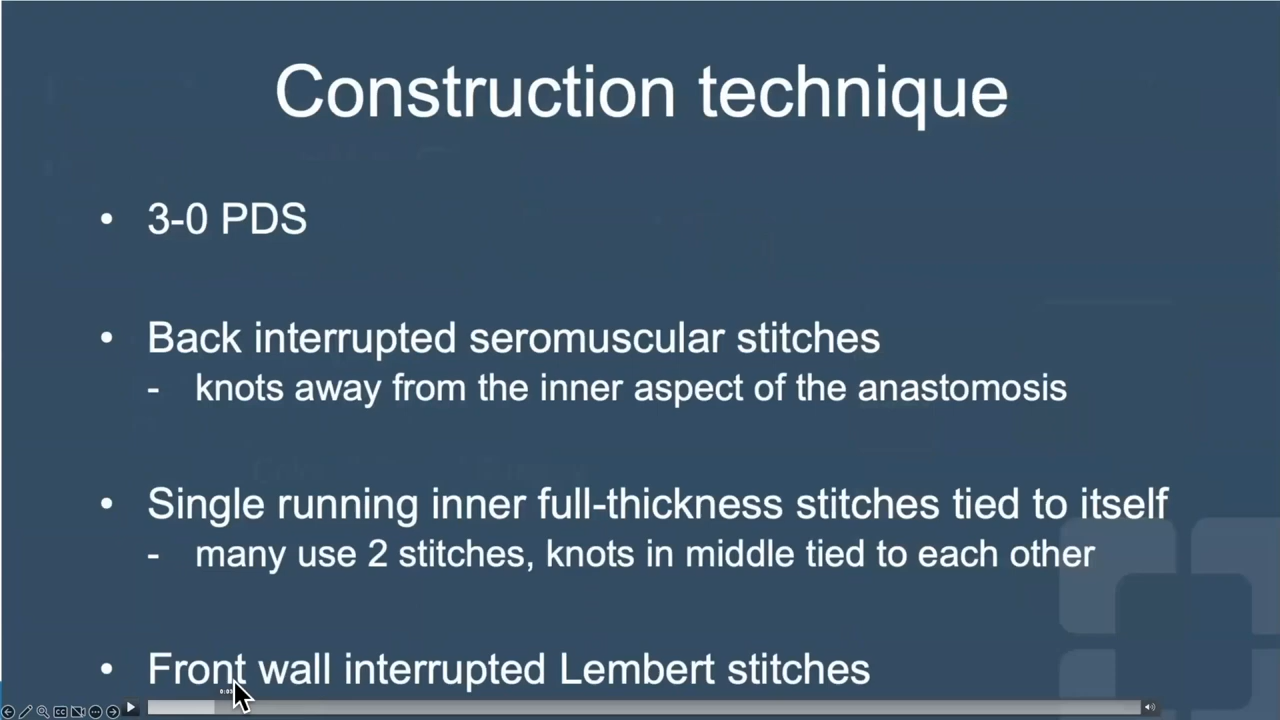 Construction technique
• 3-0 PDS
• Back interrupted seromuscular stitches
- knots away from the inner aspect of the anastomosis
• Single running inner full-thickness stitches tied to itself
- many use 2 stitches, knots in middle tied to each other
• Front wall interrupted Lembert stitches